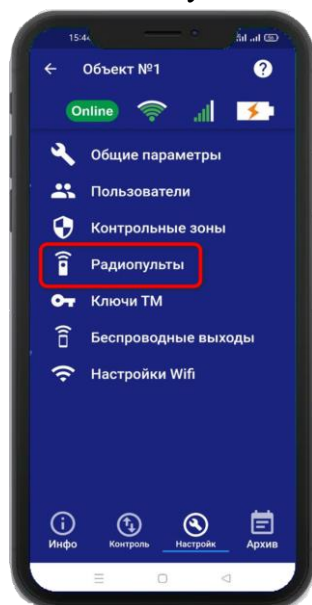 15:4
Объект №1
?
Online
Общие параметры
Пользователи
Контрольные зоны
Радиопульты
Ключи ТМ
Беспроводные выходы
Настройки Wifi
Инфо
Контроль
Настройк
Архив